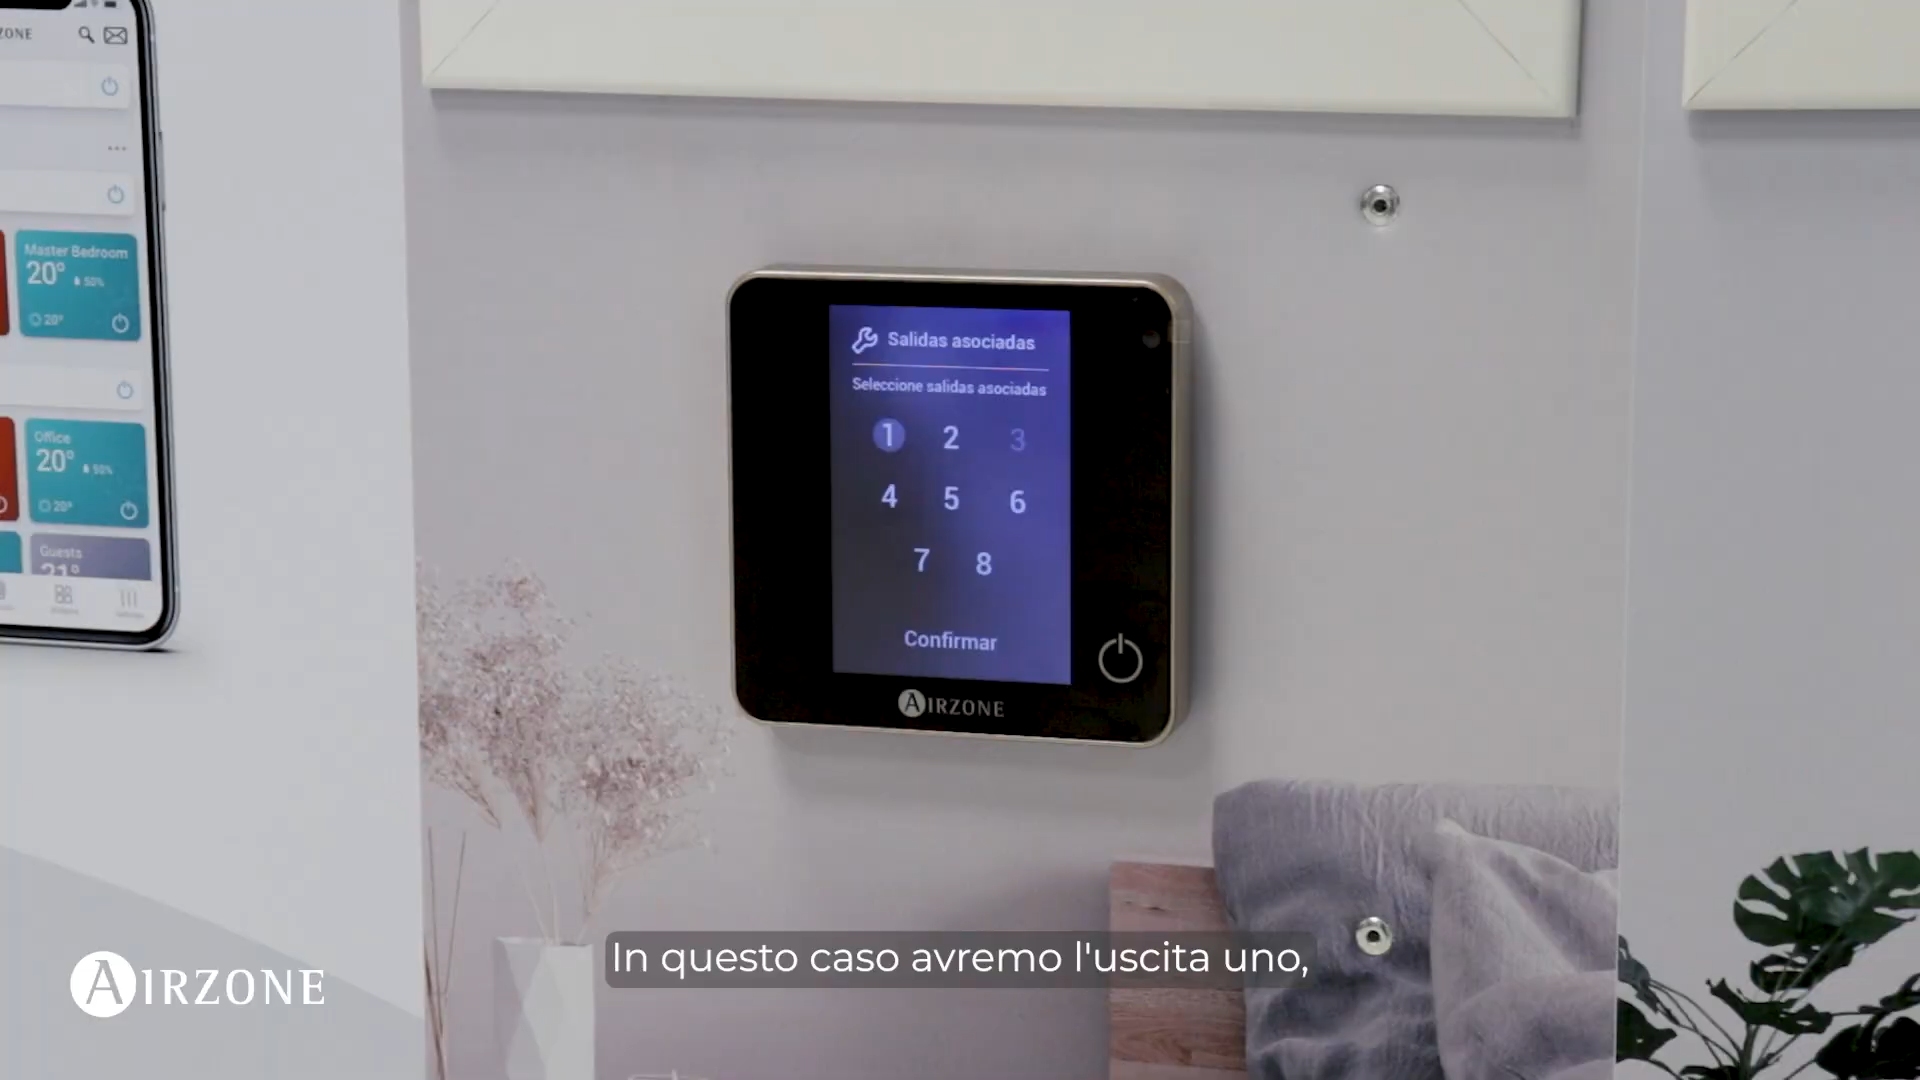 ZONE
Master Bedroom
20°
50%
20°
Office
20°
50%
20°
Guests
21°
Salidas asociadas
Seleccione salidas asociadas
1 2 3
4 5 6
7 8
Confirmar
AIRZONE
In questo caso avremo l'uscita uno,
AIRZONE